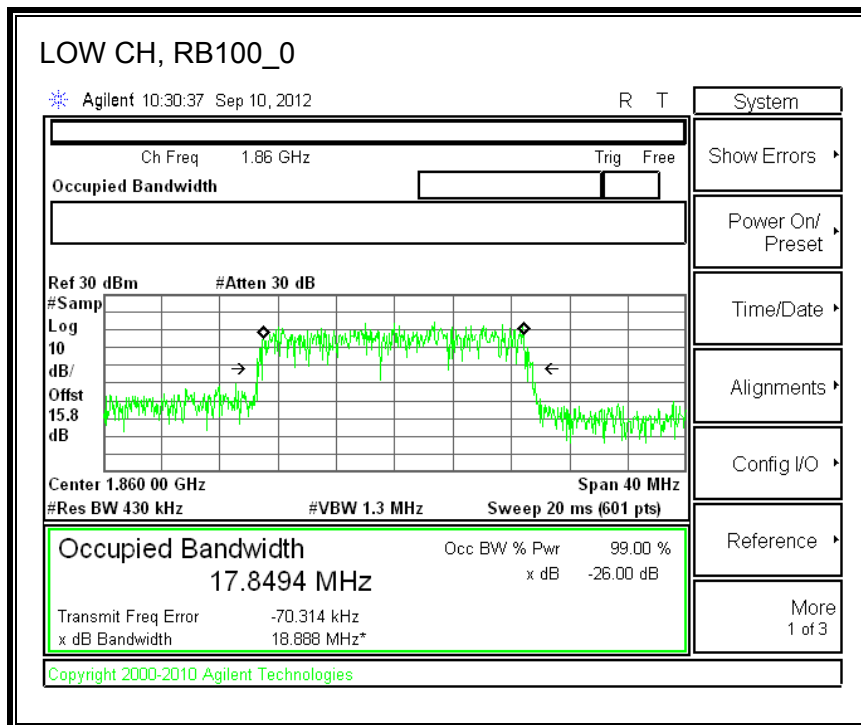 LOW CH, RB100_0
Agilent 10:30:37 Sep 10, 2012 R T
System
Ch Freq 1.86 GHz Trig Free
Show Errors
Occupied Bandwidth
Power On/
Preset
Ref 30 dBm #Atten 30 dB
#Samp
Log
10
dB/
Offst
15.8
dB
Time/Date
Alignments
Config I/O
Center 1.860 00 GHz Span 40 MHz
#Res BW 430 kHz #VBW 1.3 MHz Sweep 20 ms (601 pts)
Occupied Bandwidth Occ BW % Pwr 99.00 %
17.8494 MHz x dB -26.00 dB
Reference
Transmit Freq Error -70.314 kHz
x dB Bandwidth 18.888 MHz*
More
1 of 3
Copyright 2000-2010 Agilent Technologies